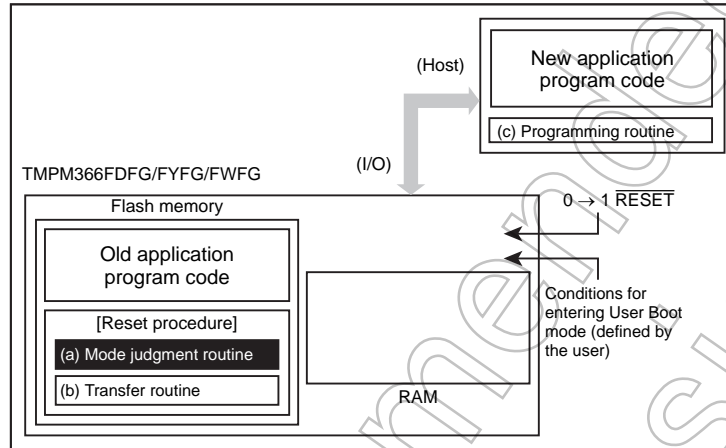 (Host)
New application
program code
(c) Programming routine
(I/O)
TMPM366FDFG/FYFG/FWFG
Flash memory
0 → 1 RESET
Old application
program code
[Reset procedure]
(a) Mode judgment routine
(b) Transfer routine
Conditions for
entering User Boot
mode (defined by
the user)
RAM